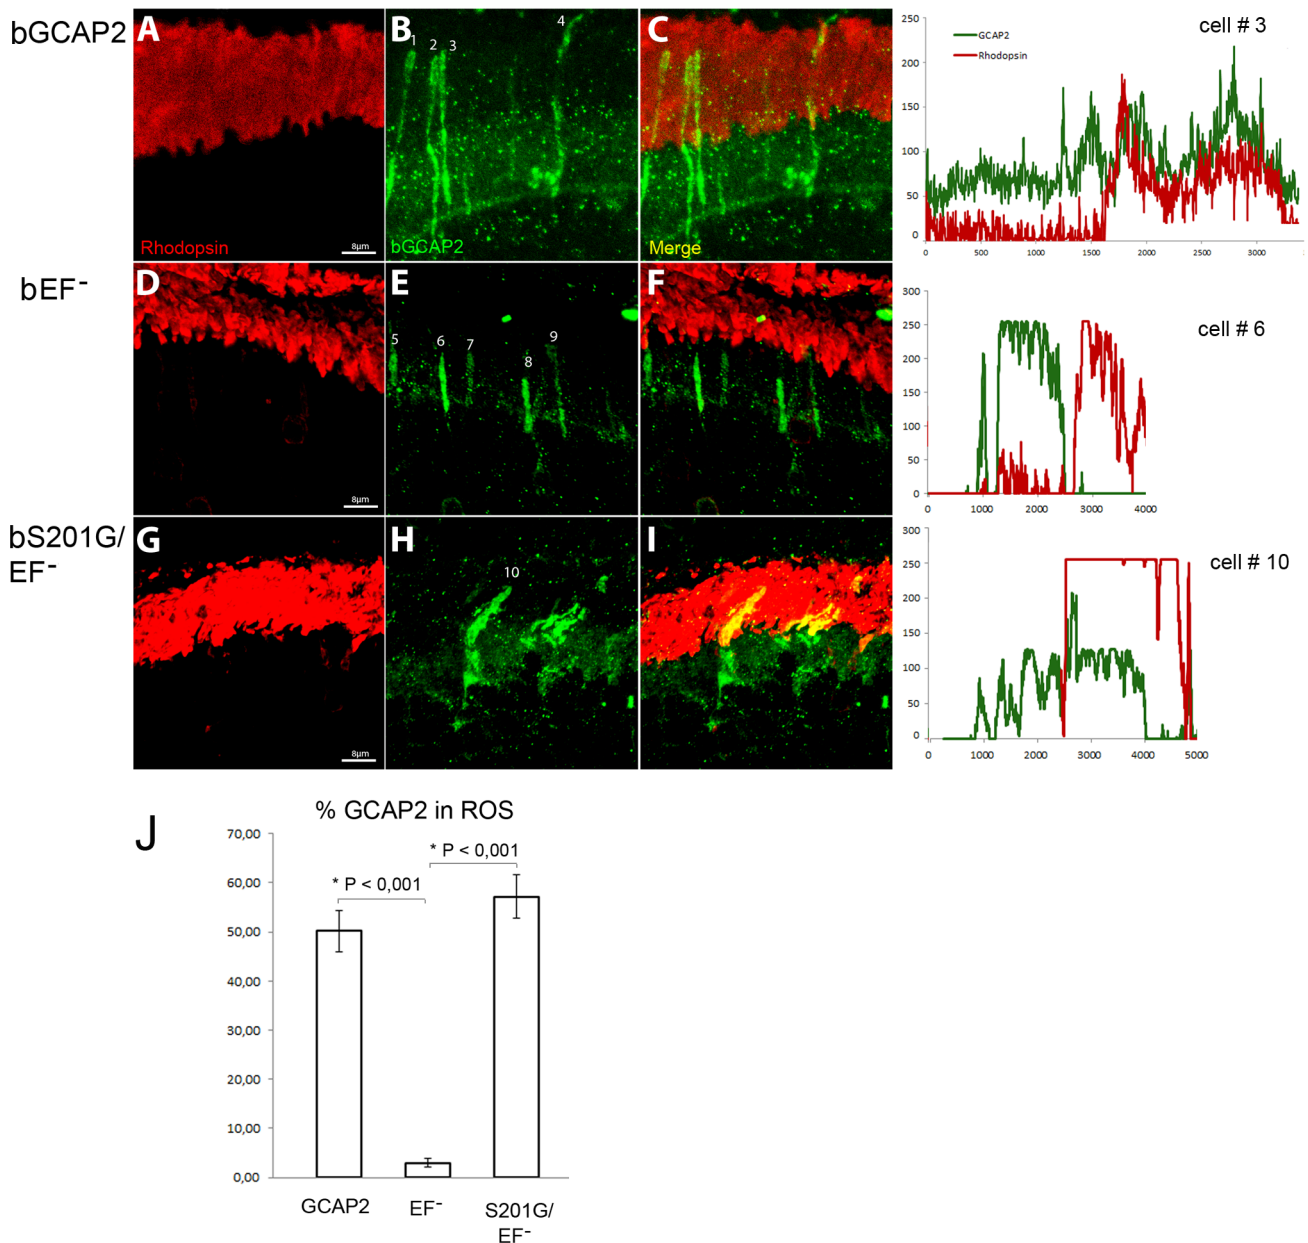 bGCAP2
A
B
C
1
2
3
4
Rhodopsin
8µm
bGCAP2
Merge
cell # 3
GCAP2
Rhodopsin
250
200
150
100
50
0
0 500 1000 1500 2000 2500 3000
bEF-
D
E
F
5
6
7
8
9
8µm
cell # 6
300
250
200
150
100
50
0
0 1000 2000 3000 4000
bS201G/
EF-
G
H
I
10
8µm
cell # 10
300
250
200
150
100
50
0
0 1000 2000 3000 4000 5000
J
% GCAP2 in ROS
* P < 0,001
* P < 0,001
70,00
60,00
50,00
40,00
30,00
20,00
10,00
0,00
GCAP2
EF-
S201G/
EF-